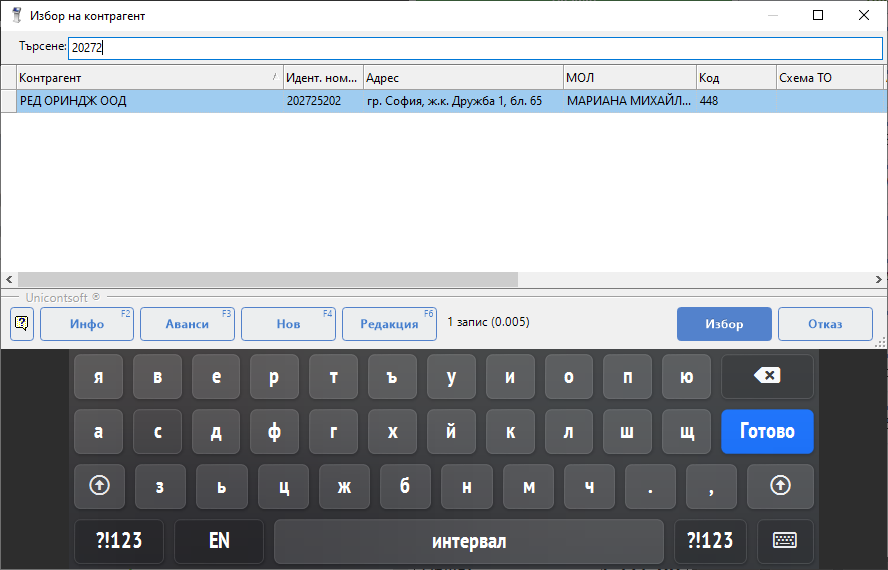 Избор на контрагент
Търсене: 20272
Контрагент Идент. ном... Адрес МОЛ Код Схема ТО
РЕД ОРИНДЖ ООД 202725202 гр. София, ж.к. Дружба 1, бл. 65 МАРИАНА МИХАЙЛ... 448
Unicontsoft ®
Инфо F2 Аванси F3 Нов F4 Редакция F6 1 запис (0.005) Избор Отказ
я в е р т ъ у и о п ю
а с д ф г х й к л ш щ Готово
з ь ц ж б н м ч . ,
?!123 EN интервал ?!123